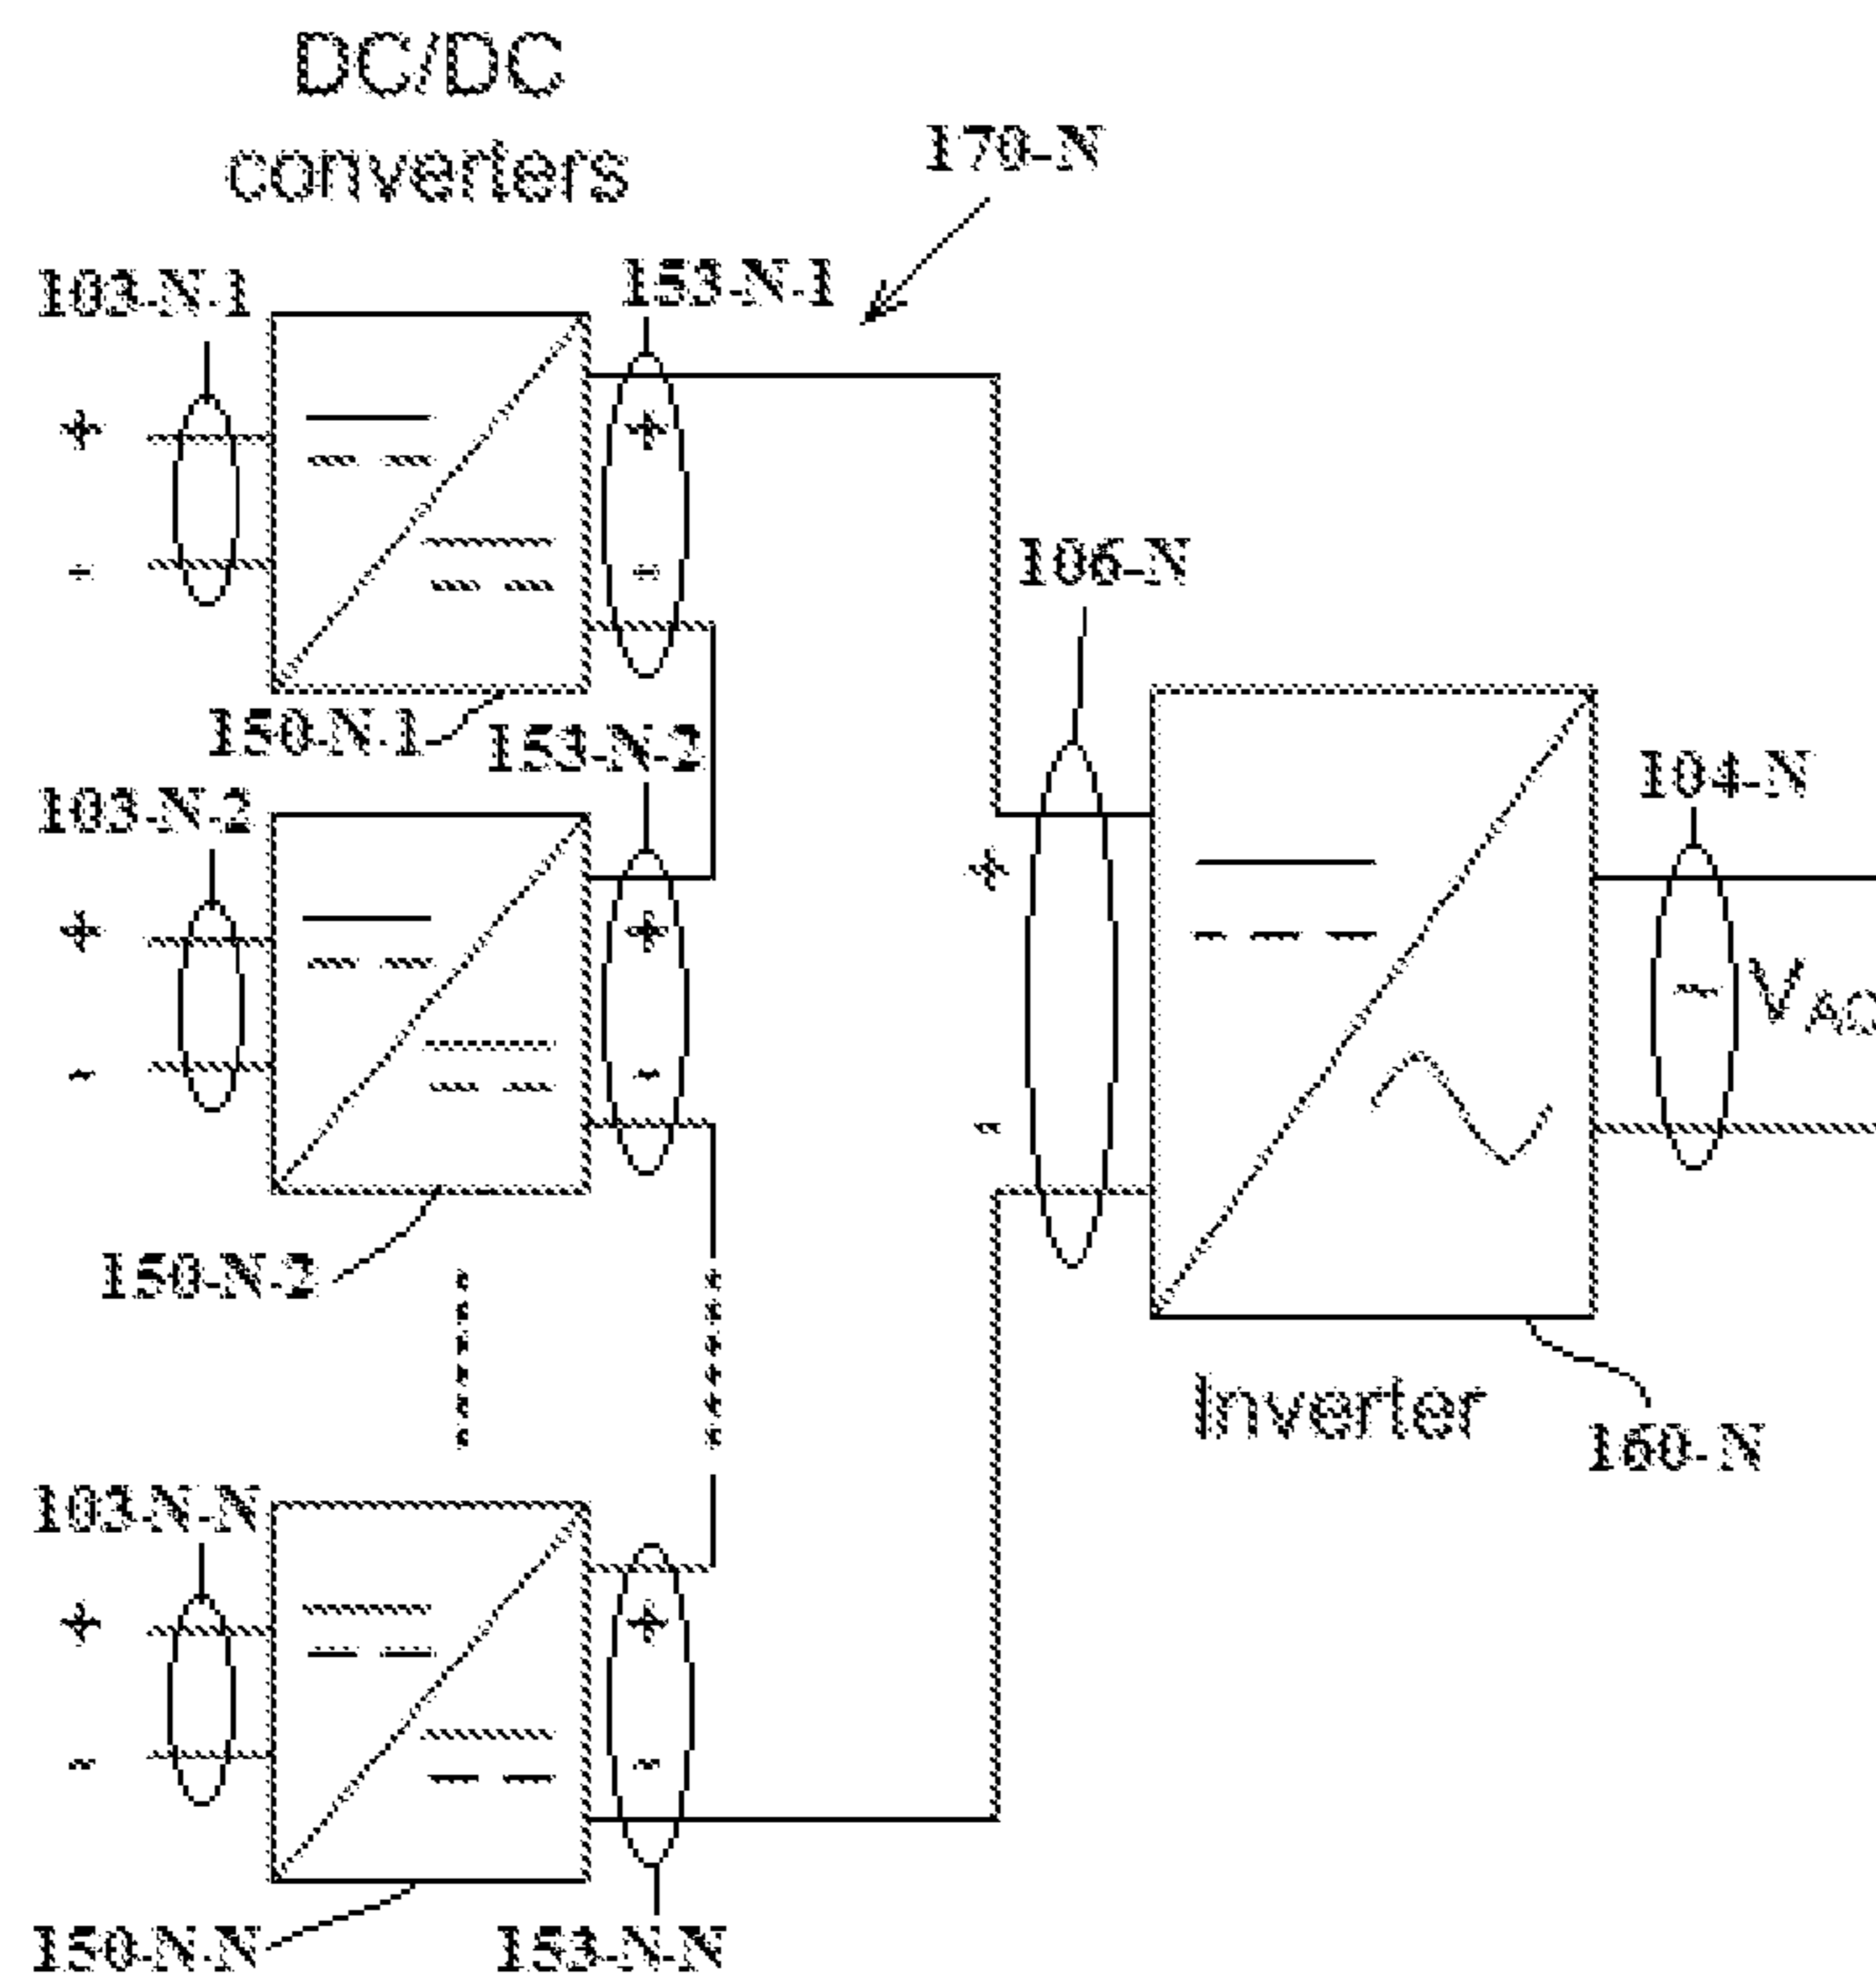 DC/DC
converters
170-N
103-N-1
153-N-1
+
+
-
-
106-N
150-N-1
153-N-2
104-N
103-N-2
+
+
+
~ VAC
-
-
-
150-N-2
Inverter
160-N
103-N-N
+
+
-
-
150-N-N
153-N-N